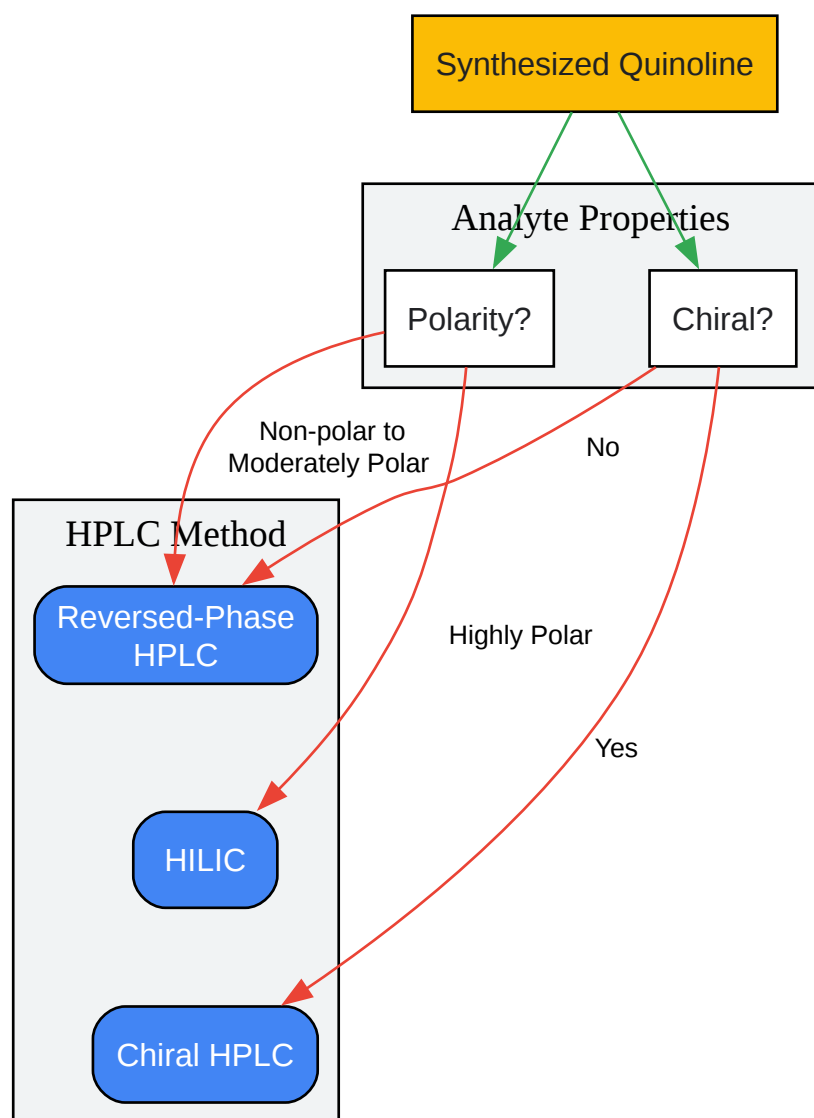 Synthesized Quinoline
Analyte Properties
Polarity?
Chiral?
Non-polar to
Moderately Polar
No
HPLC Method
Reversed-Phase
HPLC
Highly Polar
Yes
HILIC
Chiral HPLC